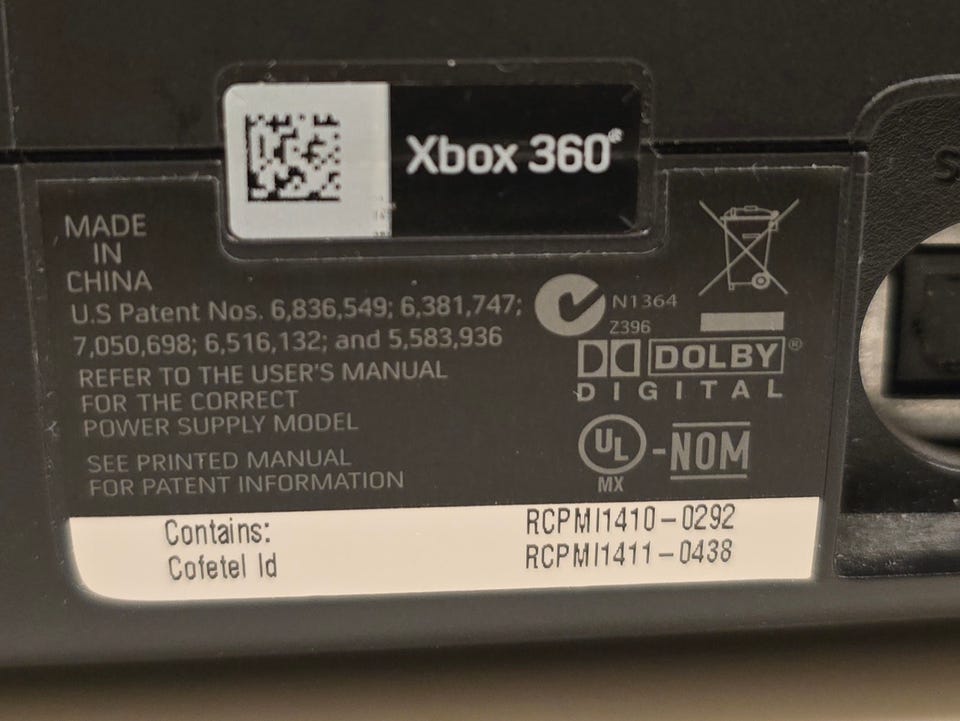 Xbox 360®
MADE
IN
CHINA
U.S Patent Nos. 6,836,549; 6,381,747;
7,050,698; 6,516,132; and 5,583,936
REFER TO THE USER'S MANUAL
FOR THE CORRECT
POWER SUPPLY MODEL
SEE PRINTED MANUAL
FOR PATENT INFORMATION
N1364
Z396
DOLBY®
DIGITAL
UL - NOM
MX
Contains: RCPMI1410-0292
Cofetel Id RCPMI1411-0438